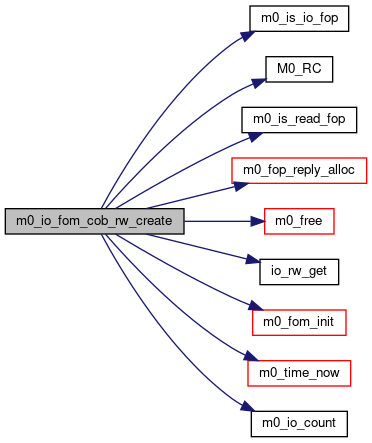 m0_is_io_fop
M0_RC
m0_is_read_fop
m0_fop_reply_alloc
m0_io_fom_cob_rw_create
m0_free
io_rw_get
m0_fom_init
m0_time_now
m0_io_count